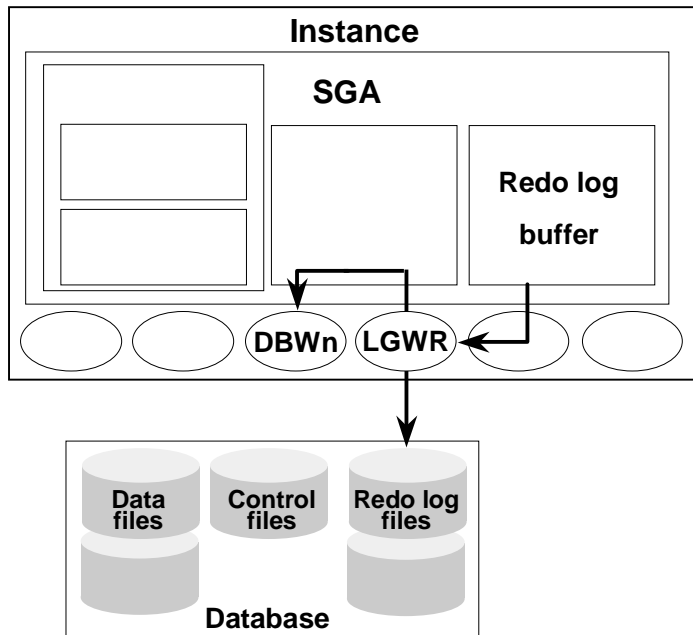 Instance
SGA
Redo log
buffer
DBWn
LGWR
Data
files
Control
files
Redo log
files
Database